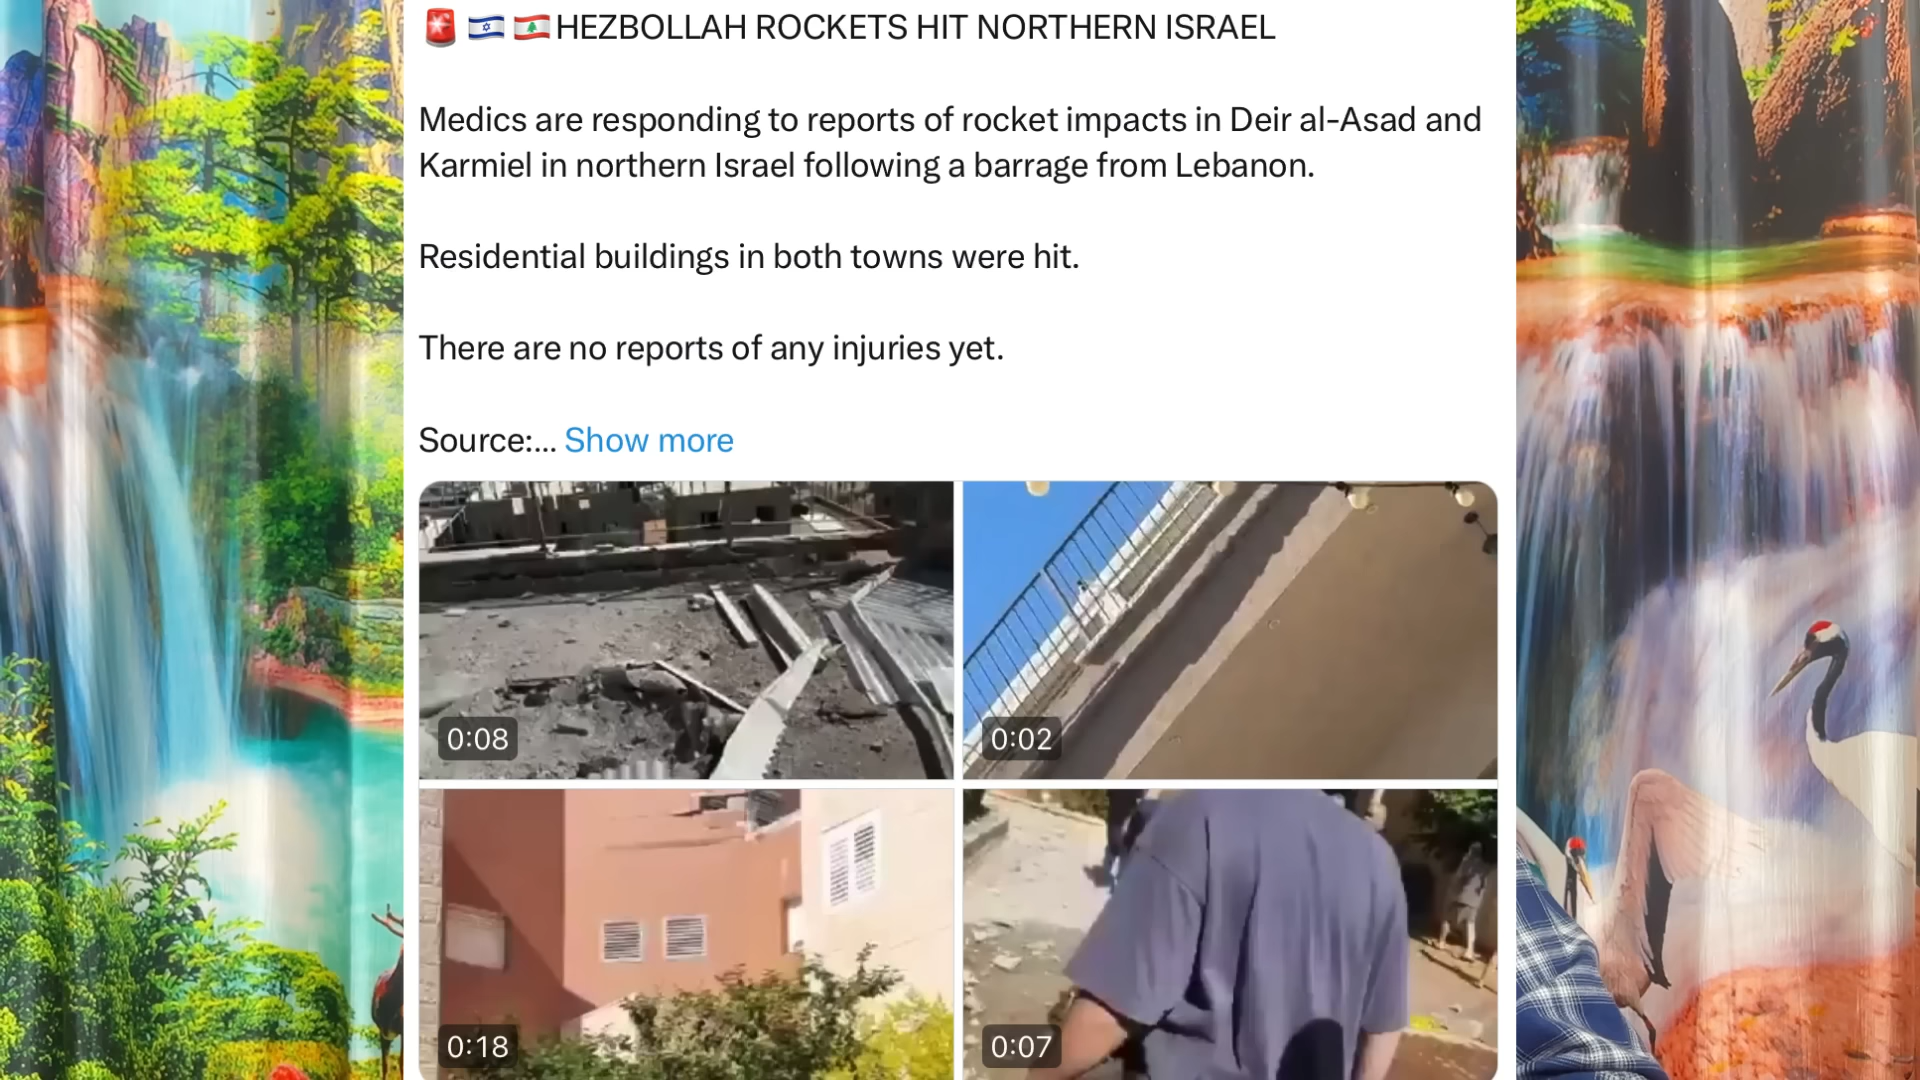 🚨 🇮🇱 🇱🇧 HEZBOLLAH ROCKETS HIT NORTHERN ISRAEL
Medics are responding to reports of rocket impacts in Deir al-Asad and
Karmiel in northern Israel following a barrage from Lebanon.
Residential buildings in both towns were hit.
There are no reports of any injuries yet.
Source:... Show more
0:08
0:02
0:18
0:07